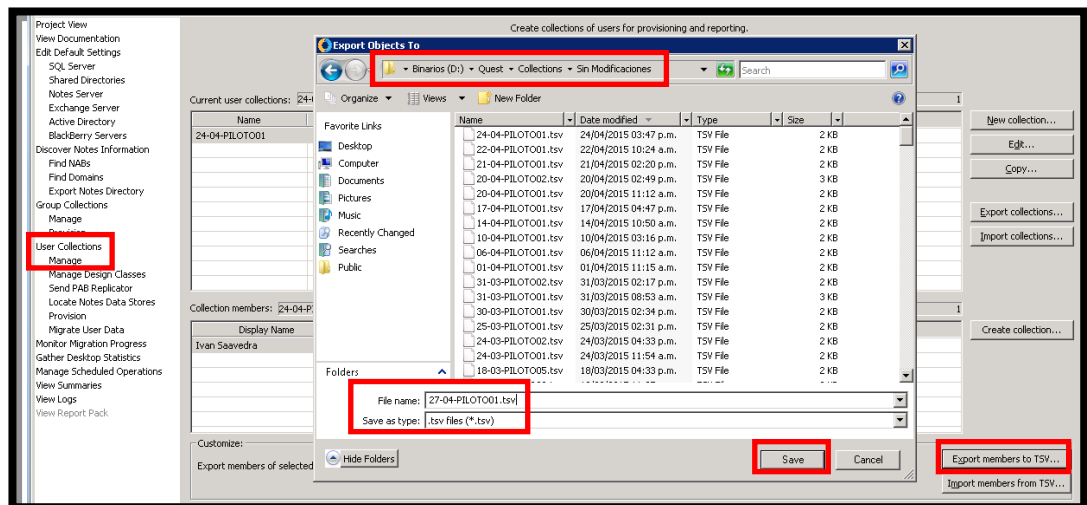 Project View
View Documentation
Edit Default Settings
SQL Server
Shared Directories
Notes Server
Exchange Server
Active Directory
BlackBerry Servers
Discover Notes Information
Find NABs
Find Domains
Export Notes Directory
Group Collections
Manage
Provision
User Collections
Manage
Manage Design Classes
Send PAB Replicator
Locate Notes Data Stores
Provision
Migrate User Data
Monitor Migration Progress
Gather Desktop Statistics
Manage Scheduled Operations
View Summaries
View Logs
View Report Pack
Create collections of users for provisioning and reporting.
Current user collections: 24-
1
Name
24-04-PILOTO01
New collection...
Edit...
Copy...
Export collections...
Import collections...
Collection members: 24-04-P
1
Display Name
Ivan Saavedra
Create collection...
Customize:
Export members of selected
Export members to TSV...
Import members from TSV...
Export Objects To
Binarios (D:) Quest Collections Sin Modificaciones
Search
Organize Views New Folder
Favorite Links
Desktop
Computer
Documents
Pictures
Music
Recently Changed
Searches
Public
Folders
Name Date modified Type Size
24-04-PILOTO01.tsv 24/04/2015 03:47 p.m. TSV File 2 KB
22-04-PILOTO01.tsv 22/04/2015 10:24 a.m. TSV File 2 KB
21-04-PILOTO01.tsv 21/04/2015 02:20 p.m. TSV File 2 KB
20-04-PILOTO02.tsv 20/04/2015 02:49 p.m. TSV File 3 KB
20-04-PILOTO01.tsv 20/04/2015 11:12 a.m. TSV File 2 KB
17-04-PILOTO01.tsv 17/04/2015 04:47 p.m. TSV File 2 KB
14-04-PILOTO01.tsv 14/04/2015 10:50 a.m. TSV File 2 KB
10-04-PILOTO01.tsv 10/04/2015 03:16 p.m. TSV File 2 KB
06-04-PILOTO01.tsv 06/04/2015 11:12 a.m. TSV File 2 KB
01-04-PILOTO01.tsv 01/04/2015 11:15 a.m. TSV File 2 KB
31-03-PILOTO02.tsv 31/03/2015 02:17 p.m. TSV File 2 KB
31-03-PILOTO01.tsv 31/03/2015 08:53 a.m. TSV File 3 KB
30-03-PILOTO01.tsv 30/03/2015 02:34 p.m. TSV File 2 KB
25-03-PILOTO01.tsv 25/03/2015 02:31 p.m. TSV File 2 KB
24-03-PILOTO02.tsv 24/03/2015 04:33 p.m. TSV File 2 KB
24-03-PILOTO01.tsv 24/03/2015 11:54 a.m. TSV File 2 KB
18-03-PILOTO05.tsv 18/03/2015 04:33 p.m. TSV File 2 KB
File name: 27-04-PILOTO01.tsv
Save as type: .tsv files (*.tsv)
Hide Folders
Save
Cancel